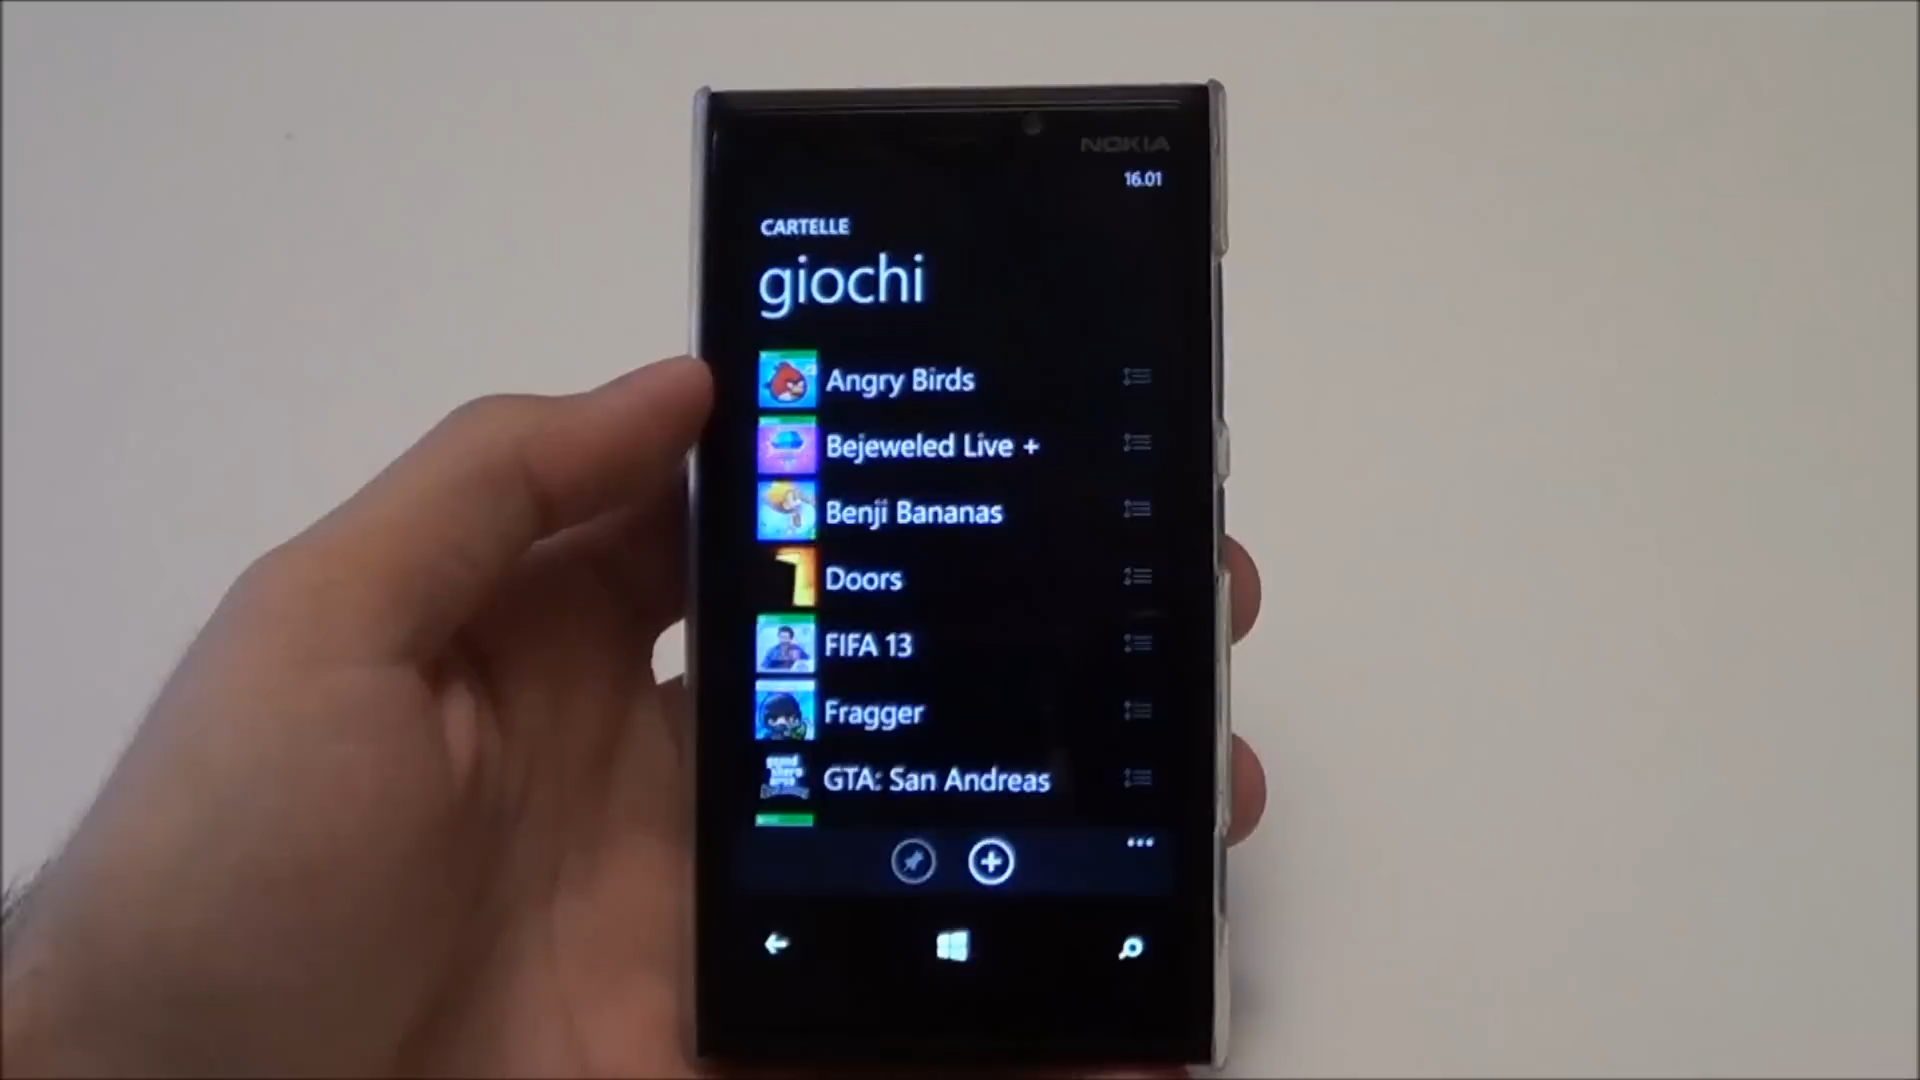 NOKIA
16.01
CARTELLE
giochi
Angry Birds
Bejeweled Live +
Benji Bananas
Doors
FIFA 13
Fragger
GTA: San Andreas